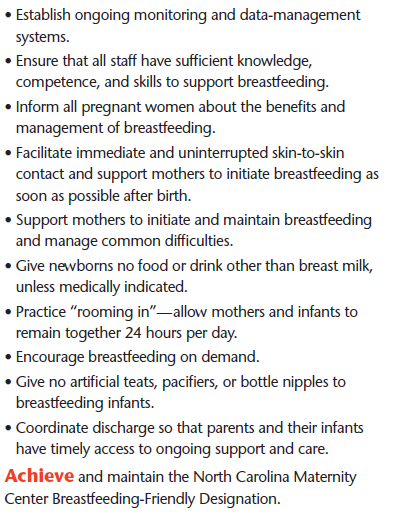 • Establish ongoing monitoring and data-management
systems.
• Ensure that all staff have sufficient knowledge,
competence, and skills to support breastfeeding.
• Inform all pregnant women about the benefits and
management of breastfeeding.
• Facilitate immediate and uninterrupted skin-to-skin
contact and support mothers to initiate breastfeeding as
soon as possible after birth.
• Support mothers to initiate and maintain breastfeeding
and manage common difficulties.
• Give newborns no food or drink other than breast milk,
unless medically indicated.
• Practice “rooming in”—allow mothers and infants to
remain together 24 hours per day.
• Encourage breastfeeding on demand.
• Give no artificial teats, pacifiers, or bottle nipples to
breastfeeding infants.
• Coordinate discharge so that parents and their infants
have timely access to ongoing support and care.
Achieve and maintain the North Carolina Maternity
Center Breastfeeding-Friendly Designation.